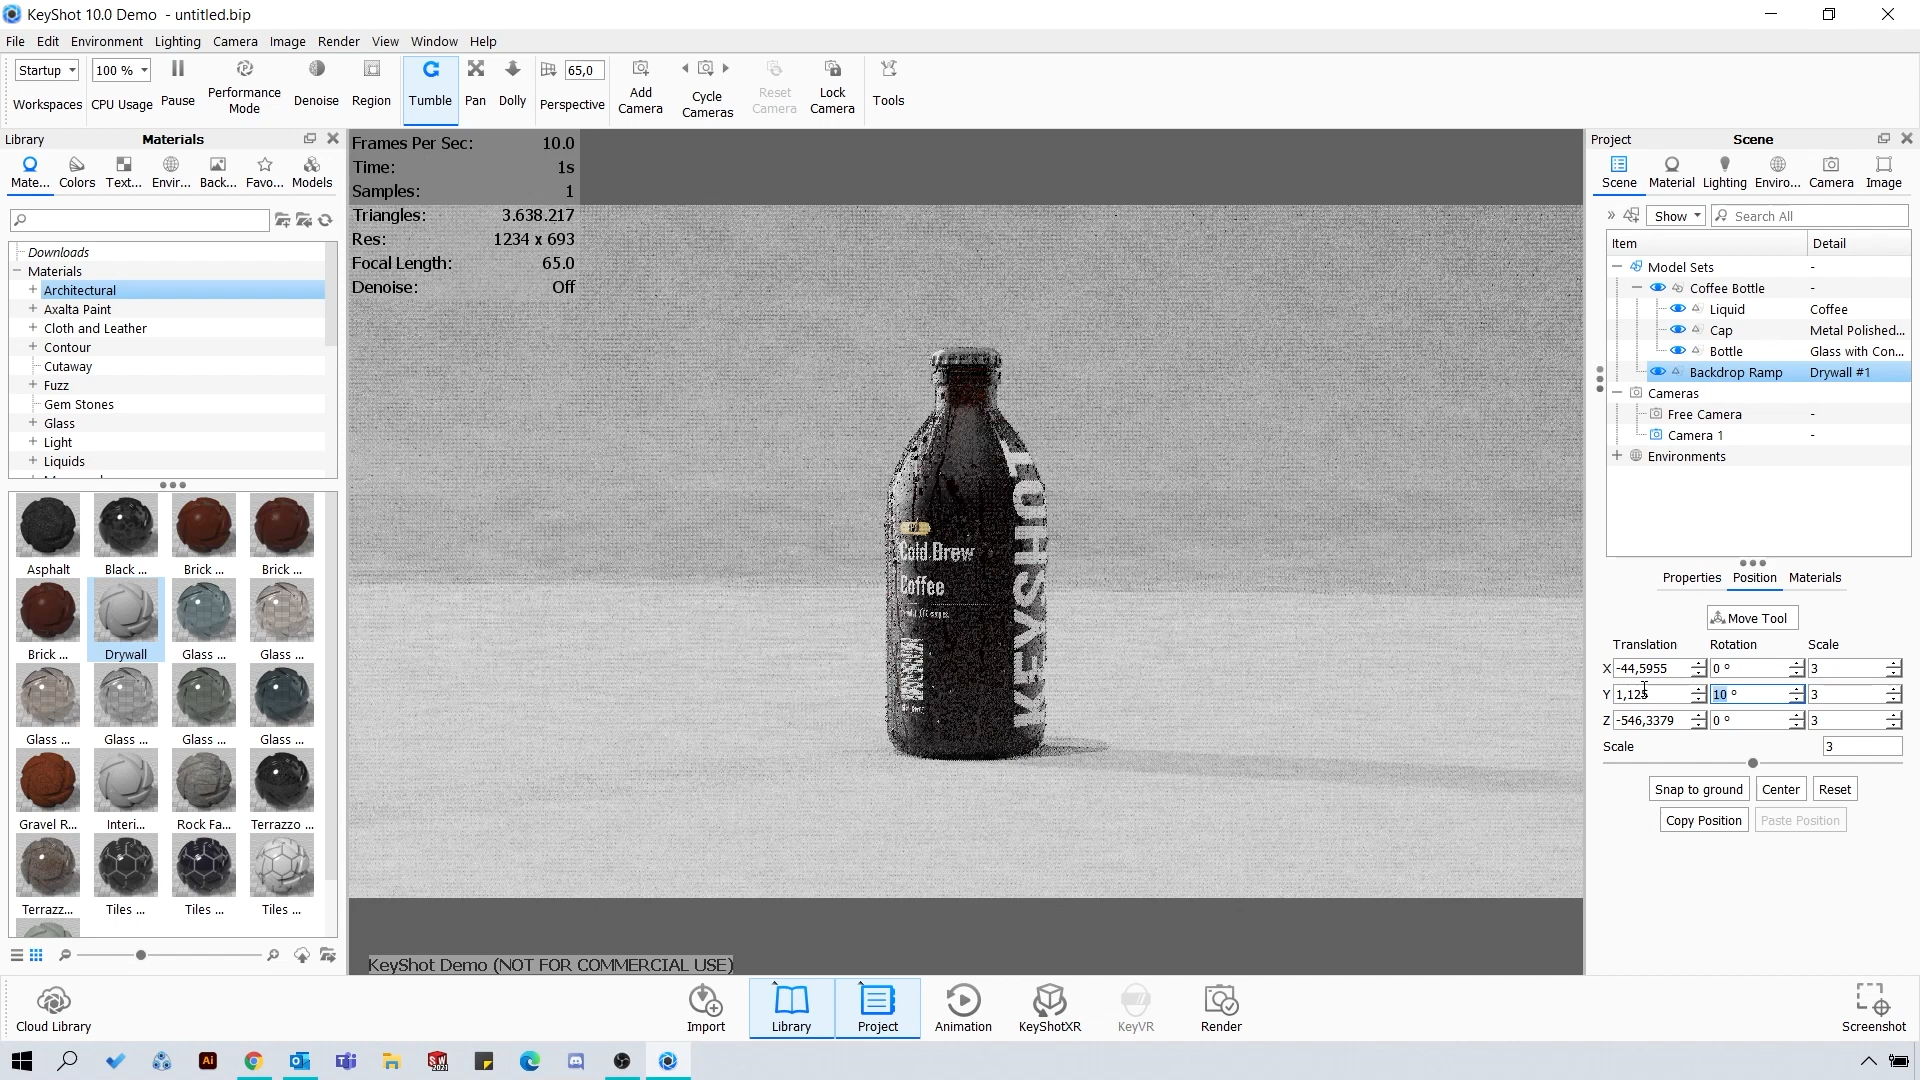 KeyShot 10.0 Demo - untitled.bip
File Edit Environment Lighting Camera Image Render View Window Help
Startup 100 % 65,0
Workspaces CPU Usage Pause Performance Mode Denoise Region Tumble Pan Dolly Perspective Add Camera Cycle Cameras Reset Camera Lock Camera Tools
Library Materials
Mate... Colors Text... Envir... Back... Favo... Models
Downloads
Materials
Architectural
Axalta Paint
Cloth and Leather
Contour
Cutaway
Fuzz
Gem Stones
Glass
Light
Liquids
Asphalt Black ... Brick ... Brick ...
Brick ... Drywall Glass ... Glass ...
Glass ... Glass ... Glass ... Glass ...
Gravel R... Interi... Rock Fa... Terrazzo ...
Terrazz... Tiles ... Tiles ... Tiles ...
Frames Per Sec: 10.0
Time: 1s
Samples: 1
Triangles: 3.638.217
Res: 1234 x 693
Focal Length: 65.0
Denoise: Off
Cold Brew
Coffee
KEYSHOT
KeyShot Demo (NOT FOR COMMERCIAL USE)
Project Scene
Scene Material Lighting Enviro... Camera Image
Show Search All
Item Detail
Model Sets -
Coffee Bottle -
Liquid Coffee
Cap Metal Polished...
Bottle Glass with Con...
Backdrop Ramp Drywall #1
Cameras
Free Camera -
Camera 1 -
Environments
Properties Position Materials
Move Tool
Translation Rotation Scale
X -44,5955 0 ° 3
Y 1,125 10 ° 3
Z -546,3379 0 ° 3
Scale 3
Snap to ground Center Reset
Copy Position Paste Position
Cloud Library Import Library Project Animation KeyShotXR KeyVR Render Screenshot